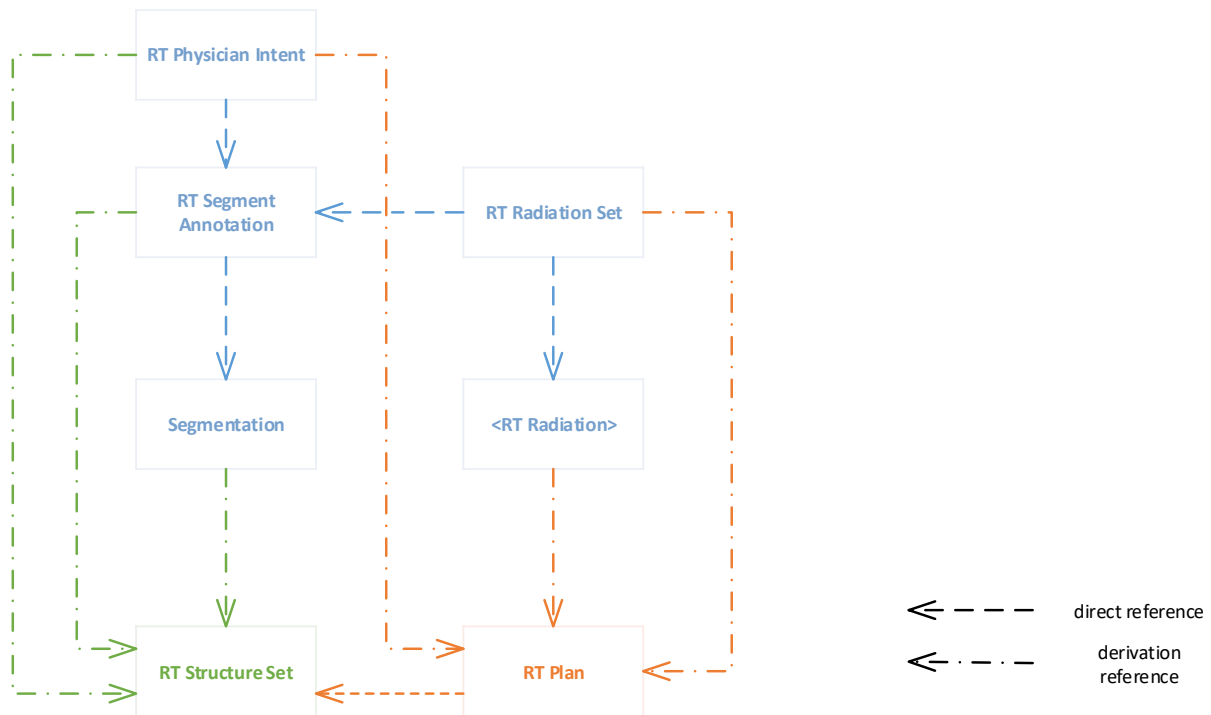 RT Physician Intent
RT Segment
Annotation
RT Radiation Set
Segmentation
<RT Radiation>
RT Structure Set
RT Plan
direct reference
derivation
reference